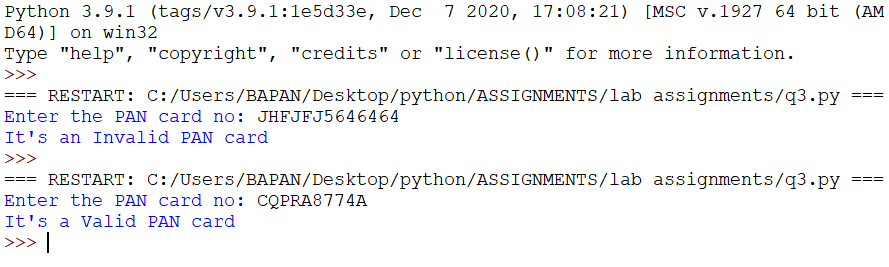 Python 3.9.1 (tags/v3.9.1:1e5d33e, Dec  7 2020, 17:08:21) [MSC v.1927 64 bit (AM
D64)] on win32
Type "help", "copyright", "credits" or "license()" for more information.
>>>
=== RESTART: C:/Users/BAPAN/Desktop/python/ASSIGNMENTS/lab assignments/q3.py ===
Enter the PAN card no: JHFJFJ5646464
It's an Invalid PAN card
>>>
=== RESTART: C:/Users/BAPAN/Desktop/python/ASSIGNMENTS/lab assignments/q3.py ===
Enter the PAN card no: CQPRA8774A
It's a Valid PAN card
>>>